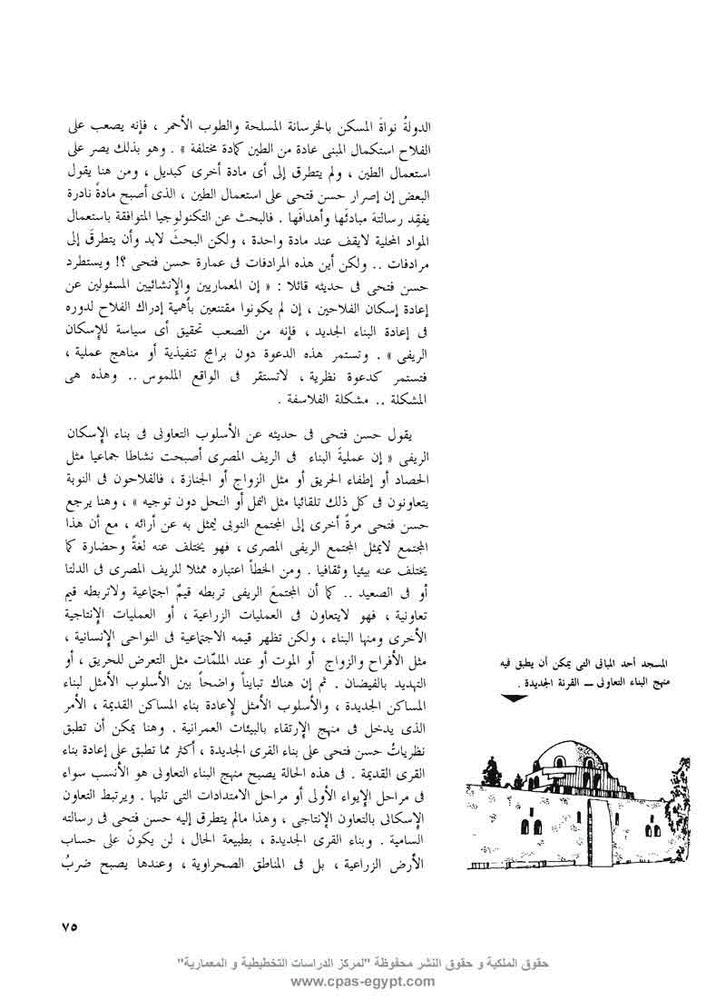 الدولةُ نواةَ المسكن بالخرسانة المسلحة والطوب الأحمر ، فإنه يصعب على
الفلاح استكمال المبنى عادة من الطين كمادة مختلفة » . وهو بذلك يصر على
استعمال الطين ، ولم يتطرق إلى أى مادة أخرى كبديل ، ومن هنا يقول
البعض إن إصرار حسن فتحى على استعمال الطين ، الذى أصبح مادةً نادرة
يفقِد رسالتهَ مبادئَها وأهدافَها . فالبحث عن التكنولوجيا المتوافقة باستعمال
المواد المحلية لايقف عند مادة واحدة ، ولكن البحثَ لابد وأن يتطرقَ إلى
مرادفات .. ولكن أين هذه المرادفات فى عمارة حسن فتحى ؟! ويستطرد
حسن فتحى فى حديثه قائلا : « إن المعماريين والإنشائيين المسئولين عن
إعادة إسكان الفلاحين ، إن لم يكونوا مقتنعين بأهمية إدراك الفلاح لدوره
فى إعادة البناء الجديد ، فإنه من الصعب تحقيق أى سياسة للإسكان
الريفى » . وتستمر هذه الدعوة دون برامج تنفيذية أو مناهج عملية ،
فتستمر كدعوة نظرية ، لاتستقر فى الواقع الملموس .. وهذه هى
المشكلة .. مشكلة الفلاسفة .
يقول حسن فتحى فى حديثه عن الأسلوب التعاونى فى بناء الإسكان
الريفى « إن عمليةَ البناء فى الريف المصرى أصبحت نشاطا جماعيا مثل
الحصاد أو إطفاء الحريق أو مثل الزواج أو الجنازة ، فالفلاحون فى النوبة
يتعاونون فى كل ذلك تلقائيا مثل النمل أو النحل دون توجيه » ، وهنا يرجع
حسن فتحى مرةً أخرى إلى المجتمع النوبى ليمثل به عن أرائه ، مع أن هذا
المجتمع لايمثل المجتمع الريفى المصرى ، فهو يختلف عنه لغةً وحضارة كما
يختلف عنه بيئيا وثقافيا . ومن الخطأ اعتباره ممثلا للريف المصرى فى الدلتا
أو فى الصعيد .. كما أن المجتمعَ الريفى تربطه قيمٌ اجتماعية ولاتربطه قيم
تعاونية ، فهو لايتعاون فى العمليات الزراعية ، أو العمليات الإنتاجية
الأخرى ومنها البناء ، ولكن تظهر قيمه الاجتماعية فى النواحى الإنسانية ،
مثل الأفراح والزواج أو الموت أو عند الملمّات مثل التعرض للحريق ، أو
التهديد بالفيضان . ثم إن هناك تبايناً واضحاً بين الأسلوب الأمثل لبناء
المساكن الجديدة ، والأسلوب الأمثل لإعادة بناء المساكن القديمة ، الأمر
الذى يدخل فى منهج الإرتقاء بالبيئات العمرانية . وهنا يمكن أن تطبق
نظرياتُ حسن فتحى على بناء القرى الجديدة ، أكثر مما تطبق على إعادة بناء
القرى القديمة . فى هذه الحالة يصبح منهج البناء التعاونى هو الأنسب سواء
فى مراحل الإيواء الأولى أو مراحل الامتدادات التى تليها . ويرتبط التعاون
الإسكانى بالتعاون الإنتاجى ، وهذا مالم يتطرق إليه حسن فتحى فى رسالته
السامية . وبناء القرى الجديدة ، بطبيعة الحال ، لن يكونَ على حساب
الأرض الزراعية ، بل فى المناطق الصحراوية ، وعندها يصبح ضربُ
المسجد أحد المبانى التى يمكن أن يطبق فيه
منهج البناء التعاونى — القرنة الجديدة .
٧٥
حقوق الملكية و حقوق النشر محفوظة "لمركز الدراسات التخطيطية و المعمارية"
www.cpas-egypt.com